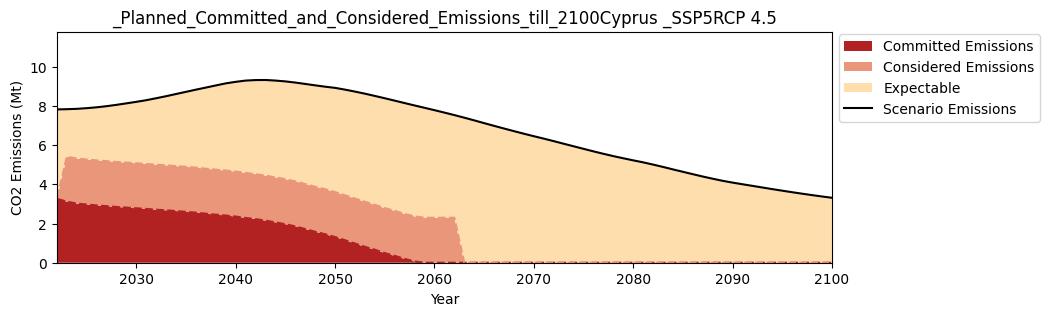 _Planned_Committed_and_Considered_Emissions_till_2100Cyprus _SSP5RCP 4.5
CO2 Emissions (Mt)
10
8
6
4
2
0
2030
2040
2050
2060
2070
2080
2090
2100
Year
Committed Emissions
Considered Emissions
Expectable
Scenario Emissions